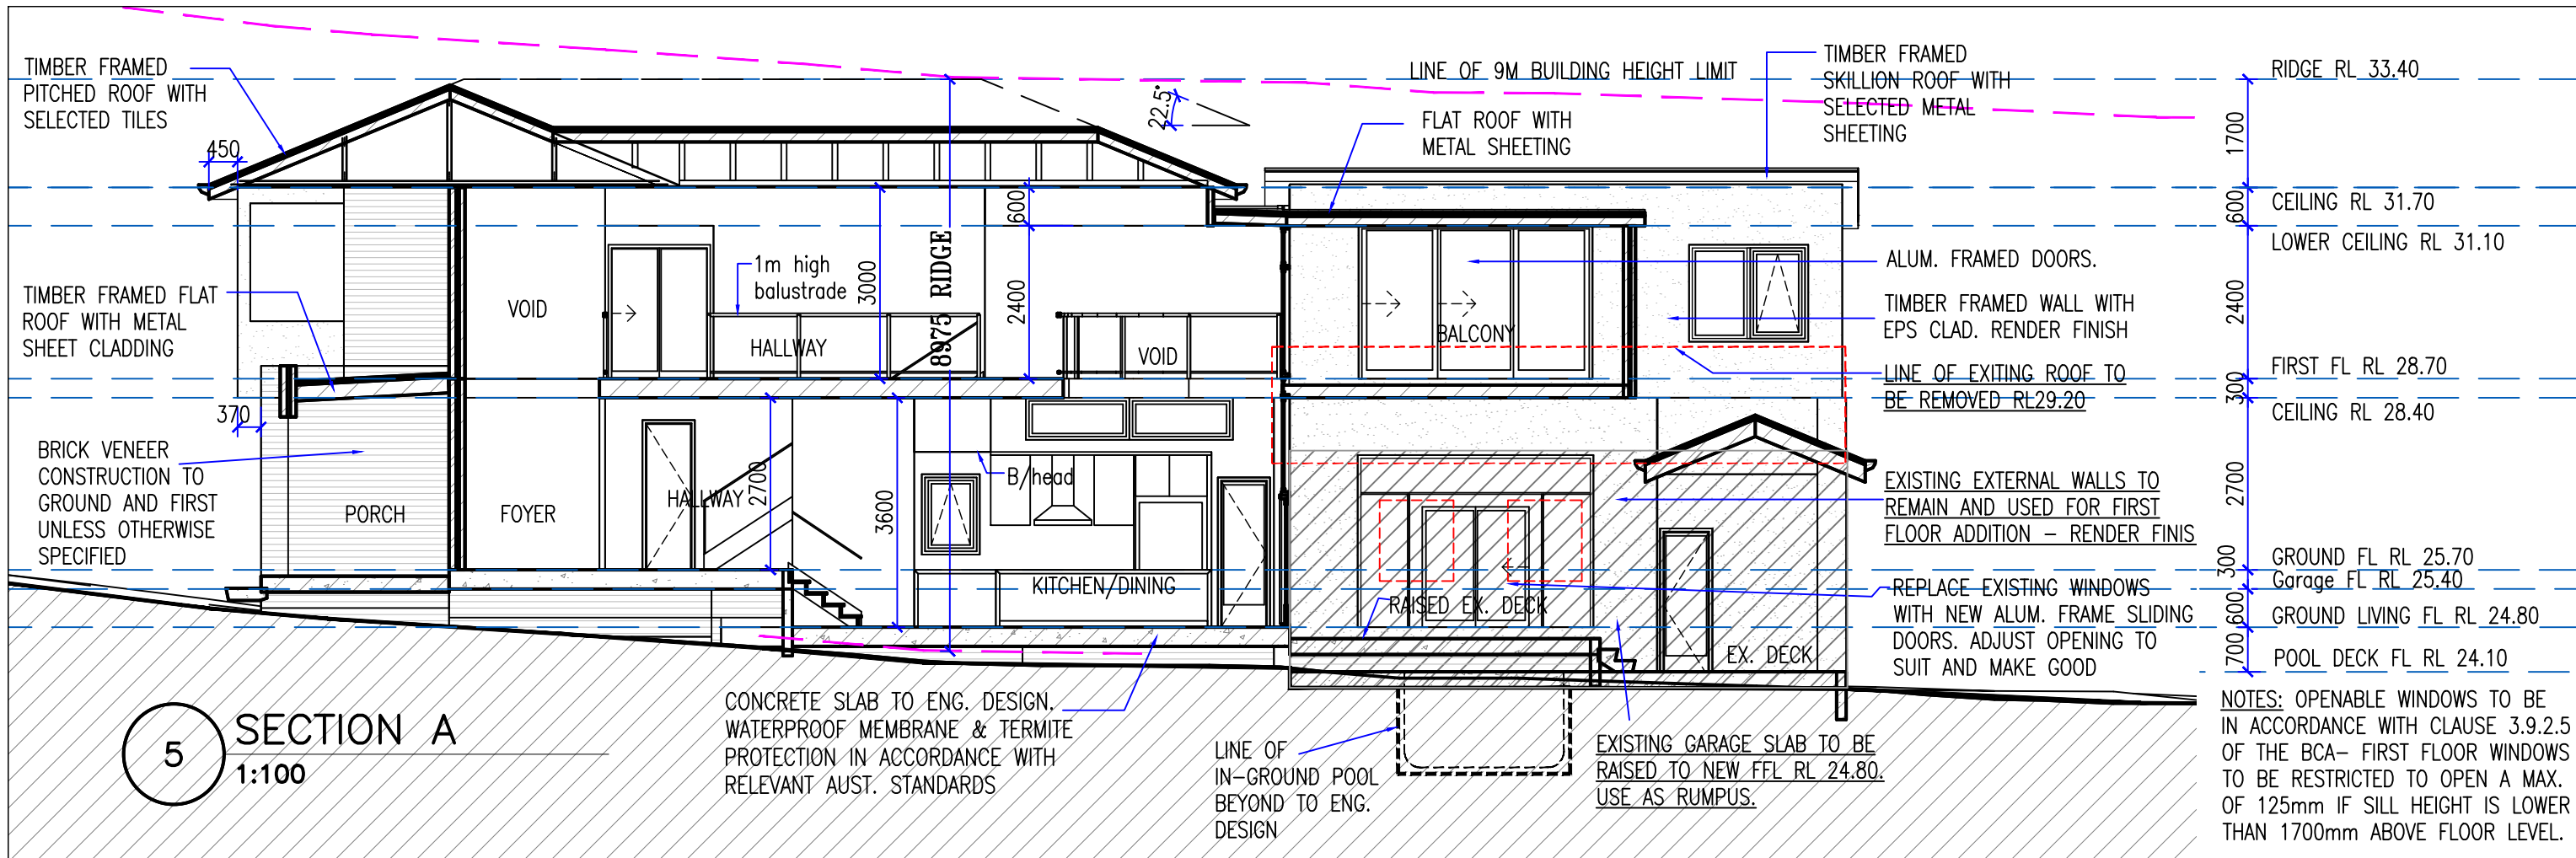 TIMBER FRAMED
PITCHED ROOF WITH
SELECTED TILES
450
TIMBER FRAMED FLAT
ROOF WITH METAL
SHEET CLADDING
370
BRICK VENEER
CONSTRUCTION TO
GROUND AND FIRST
UNLESS OTHERWISE
SPECIFIED
PORCH
VOID
FOYER
1m high
balustrade
HALLWAY
HALLWAY
2700
3000
3600
8975 RIDGE
600
2400
VOID
B/head
KITCHEN/DINING
22.5°
LINE OF 9M BUILDING HEIGHT LIMIT
FLAT ROOF WITH
METAL SHEETING
TIMBER FRAMED
SKILLION ROOF WITH
SELECTED METAL
SHEETING
BALCONY
ALUM. FRAMED DOORS.
TIMBER FRAMED WALL WITH
EPS CLAD. RENDER FINISH
LINE OF EXITING ROOF TO
BE REMOVED RL29.20
EXISTING EXTERNAL WALLS TO
REMAIN AND USED FOR FIRST
FLOOR ADDITION – RENDER FINIS
REPLACE EXISTING WINDOWS
WITH NEW ALUM. FRAME SLIDING
DOORS. ADJUST OPENING TO
SUIT AND MAKE GOOD
RAISED EX. DECK
EX. DECK
CONCRETE SLAB TO ENG. DESIGN.
WATERPROOF MEMBRANE & TERMITE
PROTECTION IN ACCORDANCE WITH
RELEVANT AUST. STANDARDS
LINE OF
IN-GROUND POOL
BEYOND TO ENG.
DESIGN
EXISTING GARAGE SLAB TO BE
RAISED TO NEW FFL RL 24.80.
USE AS RUMPUS.
5
SECTION A
1:100
RIDGE RL 33.40
1700
CEILING RL 31.70
600
LOWER CEILING RL 31.10
2400
FIRST FL RL 28.70
300
CEILING RL 28.40
2700
GROUND FL RL 25.70
300
Garage FL RL 25.40
600
GROUND LIVING FL RL 24.80
700
POOL DECK FL RL 24.10
NOTES: OPENABLE WINDOWS TO BE
IN ACCORDANCE WITH CLAUSE 3.9.2.5
OF THE BCA– FIRST FLOOR WINDOWS
TO BE RESTRICTED TO OPEN A MAX.
OF 125mm IF SILL HEIGHT IS LOWER
THAN 1700mm ABOVE FLOOR LEVEL.